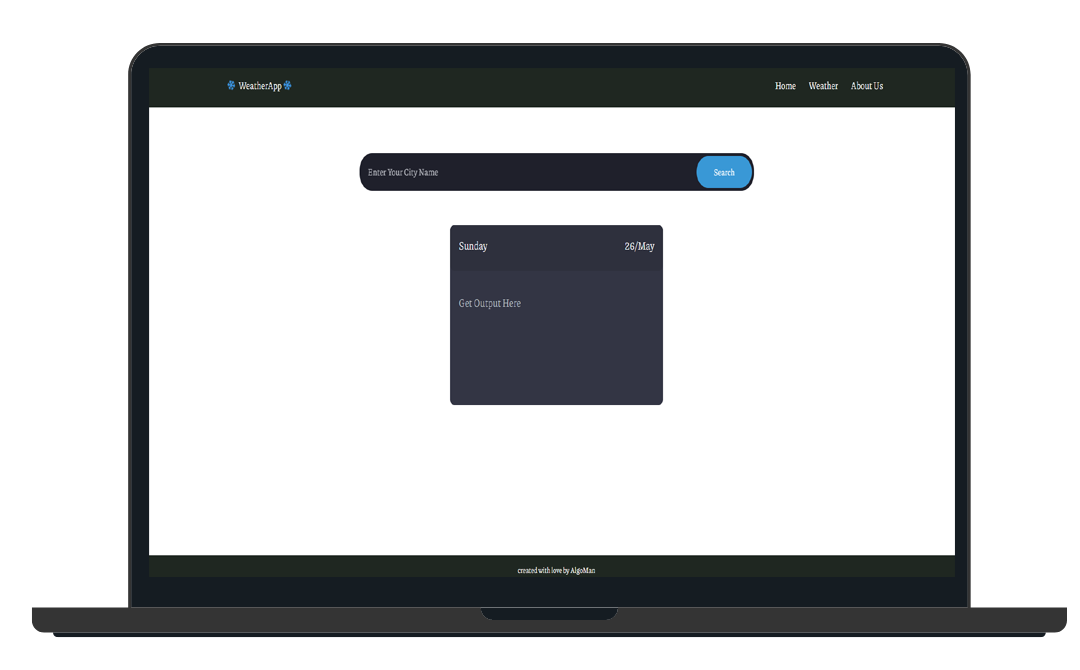 WeatherApp
Home Weather About Us
Enter Your City Name
Search
Sunday 26/May
Get Output Here
created with love by AlgoMan